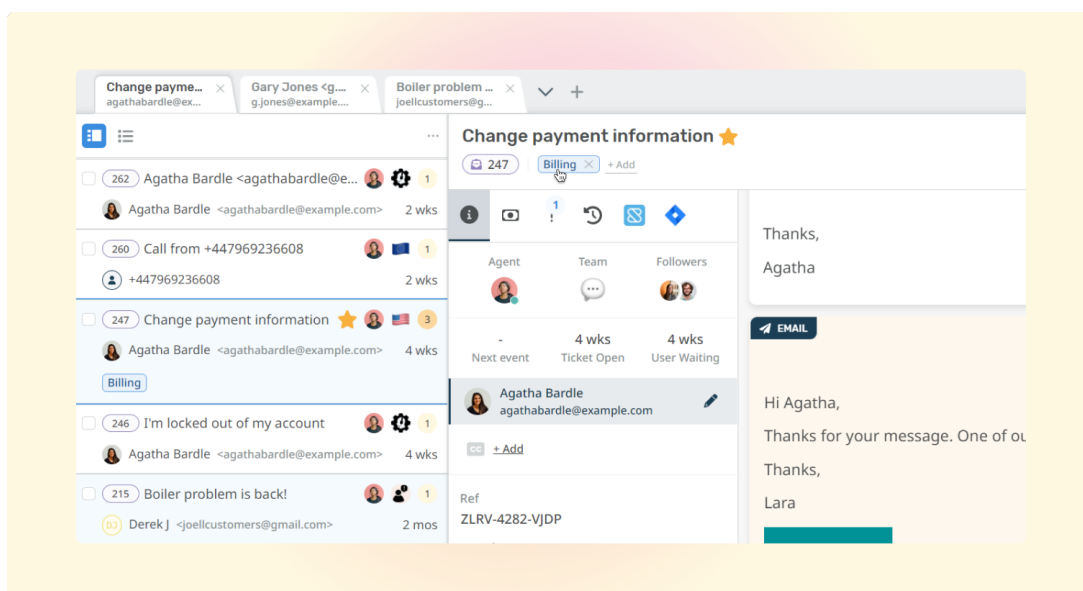 Change payme...
agathabardle@ex...
Gary Jones <g....
g.jones@example....
Boiler problem ...
joellcustomers@g...
262 Agatha Bardle <agathabardle@e... 1
Agatha Bardle <agathabardle@example.com> 2 wks
260 Call from +447969236608 1
+447969236608 2 wks
247 Change payment information 3
Agatha Bardle <agathabardle@example.com> 4 wks
Billing
246 I'm locked out of my account 1
Agatha Bardle <agathabardle@example.com> 4 wks
215 Boiler problem is back! 1
DJ Derek J <joellcustomers@gmail.com> 2 mos
Change payment information
247 Billing + Add
1
Agent Team Followers
- 4 wks 4 wks
Next event Ticket Open User Waiting
Agatha Bardle
agathabardle@example.com
CC + Add
Ref
ZLRV-4282-VJDP
Thanks,
Agatha
EMAIL
Hi Agatha,
Thanks for your message. One of ou
Thanks,
Lara